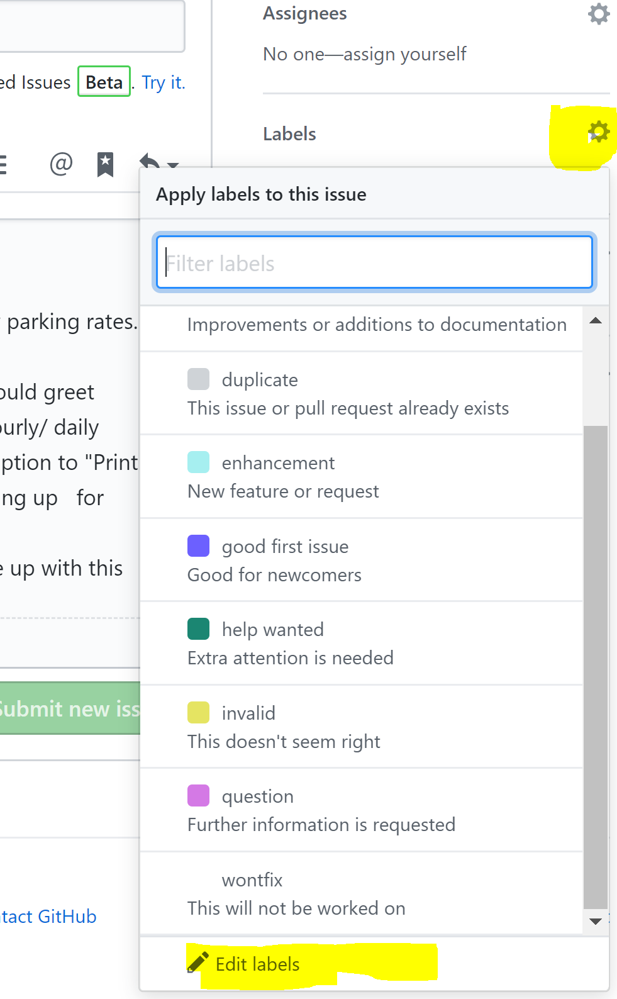 Assignees
No one—assign yourself
ed Issues Beta. Try it.
Labels
@
Apply labels to this issue
Filter labels
parking rates.
Improvements or additions to documentation
duplicate
ould greet
This issue or pull request already exists
urly/ daily
ption to "Print
enhancement
New feature or request
ng up for
good first issue
e up with this
Good for newcomers
help wanted
Extra attention is needed
Submit new iss
invalid
This doesn't seem right
question
Further information is requested
wontfix
This will not be worked on
tact GitHub
Edit labels